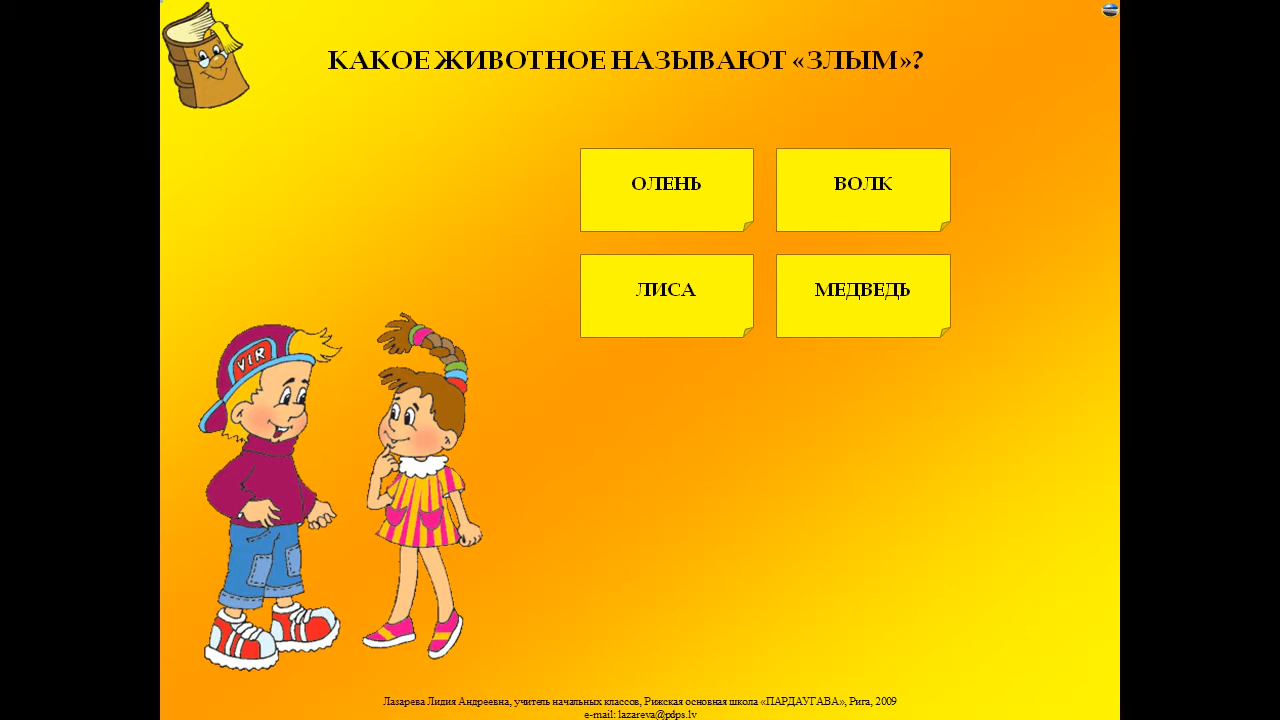 КАКОЕ ЖИВОТНОЕ НАЗЫВАЮТ «ЗЛЫМ»?
ОЛЕНЬ
ВОЛК
ЛИСА
МЕДВЕДЬ
VIR
Лазарева Лидия Андреевна, учитель начальных классов, Рижская основная школа «ПАРДАУГАВА», Рига, 2009
e-mail: lazareva@pdps.lv